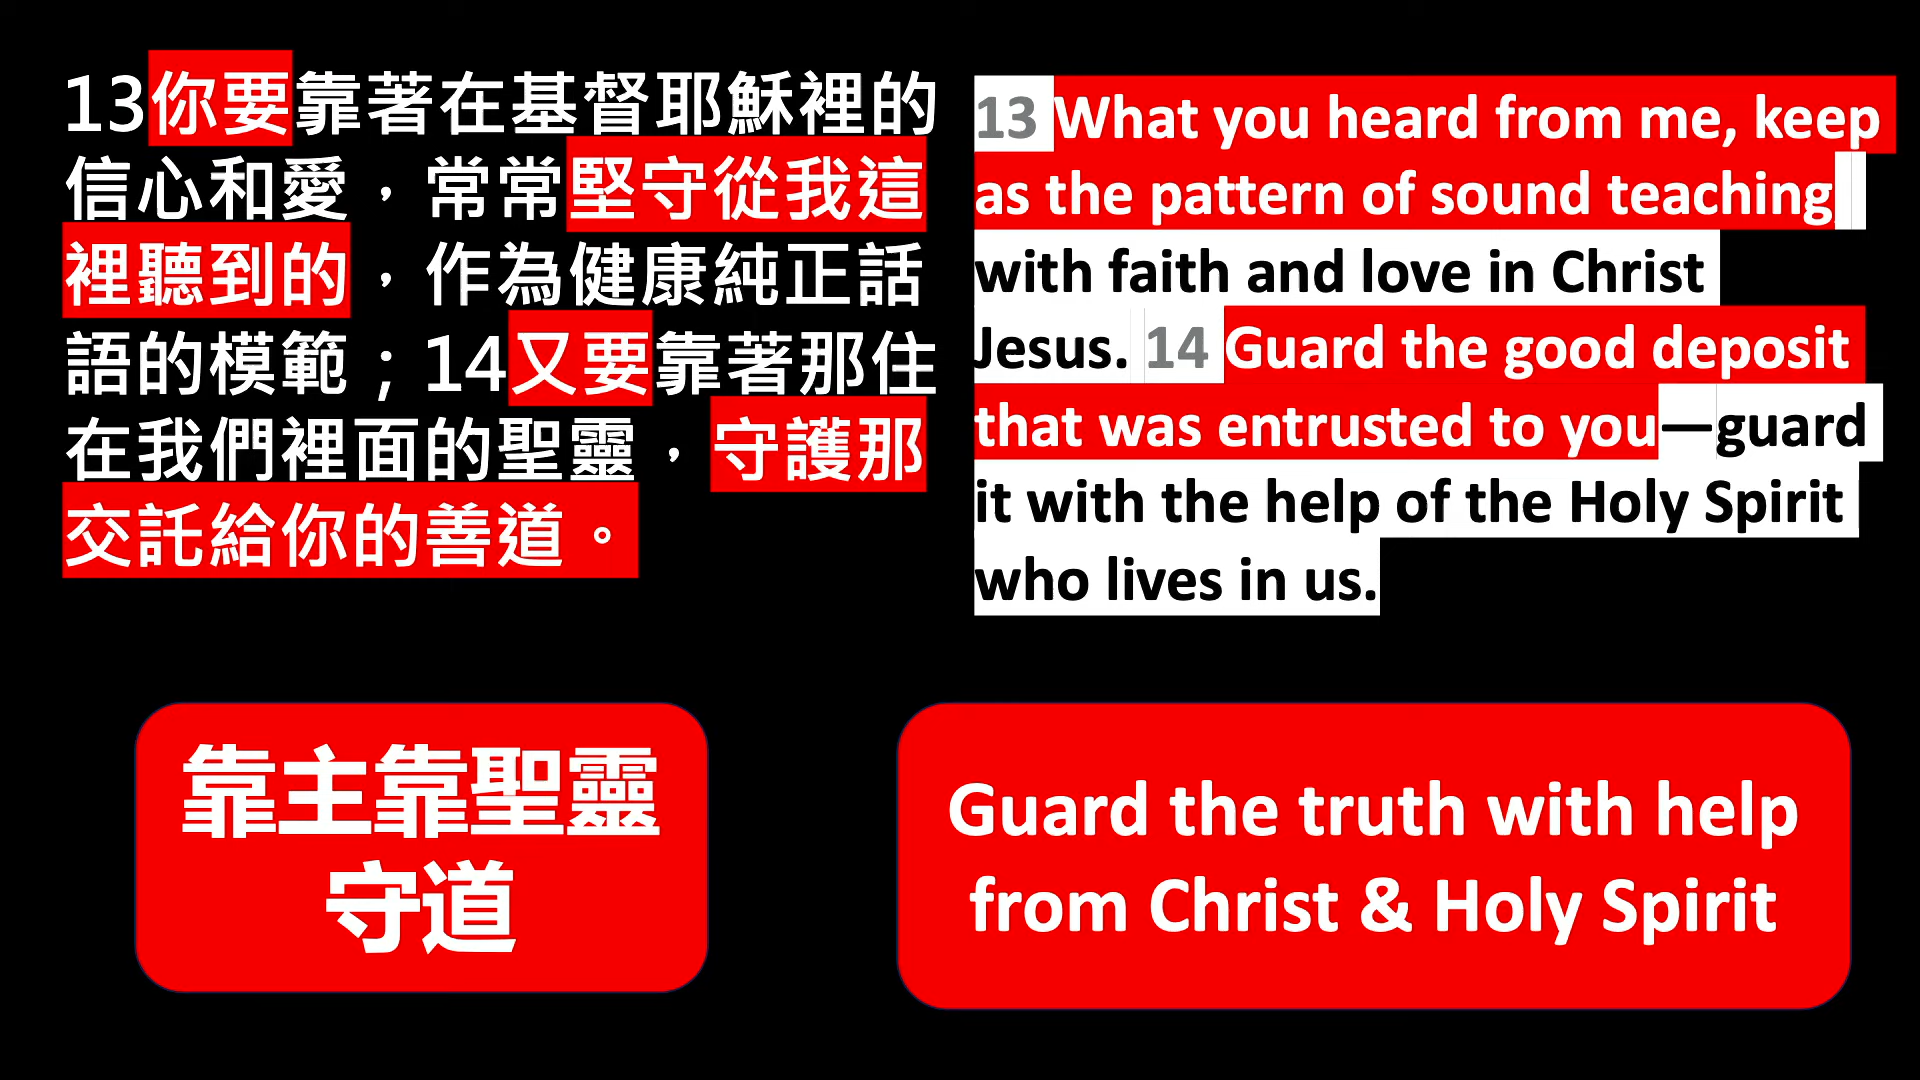 13你要靠著在基督耶穌裡的
信心和愛，常常堅守從我這
裡聽到的，作為健康純正話
語的模範；14又要靠著那住
在我們裡面的聖靈，守護那
交託給你的善道。
13 What you heard from me, keep
as the pattern of sound teaching,
with faith and love in Christ
Jesus. 14 Guard the good deposit
that was entrusted to you—guard
it with the help of the Holy Spirit
who lives in us.
靠主靠聖靈
守道
Guard the truth with help
from Christ & Holy Spirit